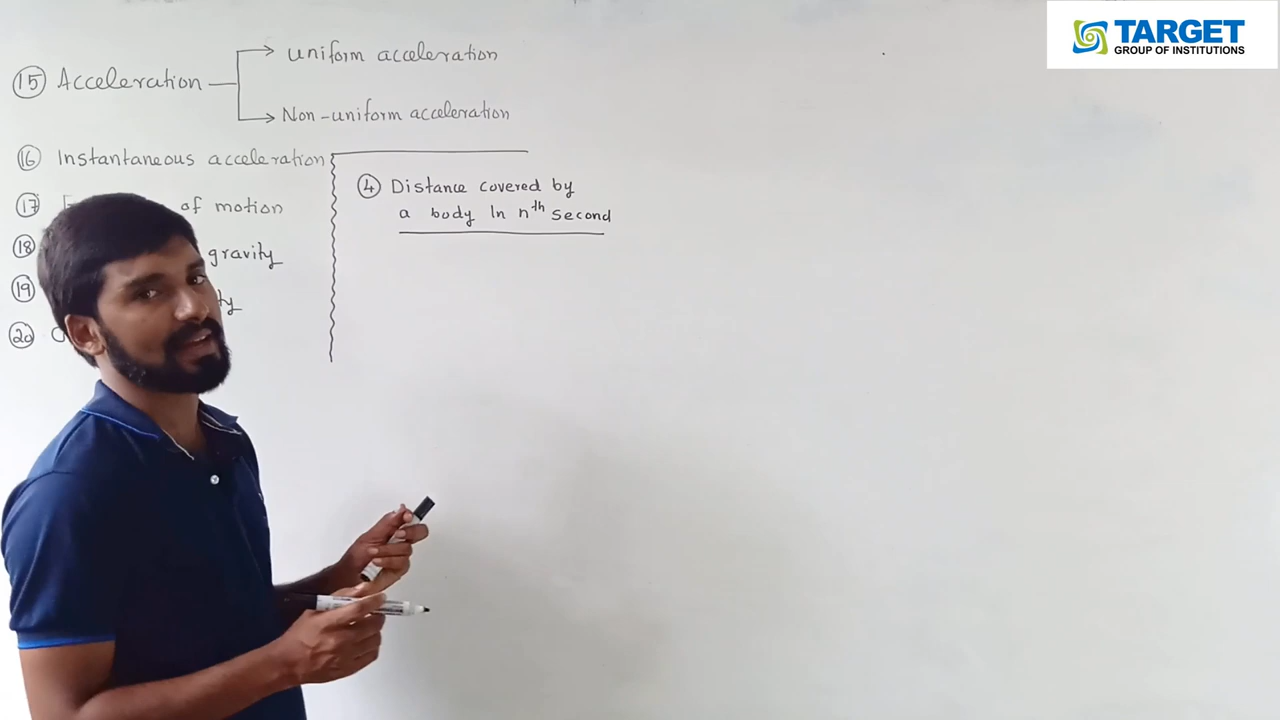 TARGET
GROUP OF INSTITUTIONS
15 Acceleration
uniform acceleration
Non-uniform acceleration
16 Instantaneous acceleration
17 of motion
18 gravity
19
20
4 Distance covered by
a body In nth second